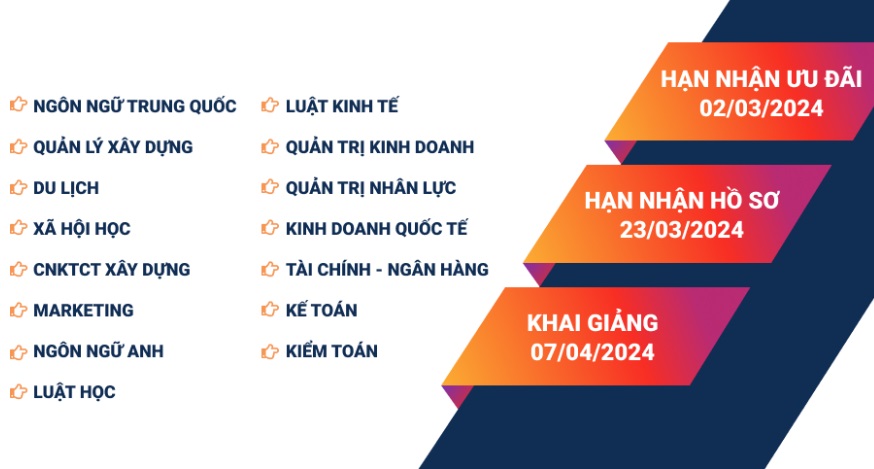 NGÔN NGỮ TRUNG QUỐC
QUẢN LÝ XÂY DỰNG
DU LỊCH
XÃ HỘI HỌC
CNKTCT XÂY DỰNG
MARKETING
NGÔN NGỮ ANH
LUẬT HỌC
LUẬT KINH TẾ
QUẢN TRỊ KINH DOANH
QUẢN TRỊ NHÂN LỰC
KINH DOANH QUỐC TẾ
TÀI CHÍNH - NGÂN HÀNG
KẾ TOÁN
KIỂM TOÁN
HẠN NHẬN ƯU ĐÃI
02/03/2024
HẠN NHẬN HỒ SƠ
23/03/2024
KHAI GIẢNG
07/04/2024